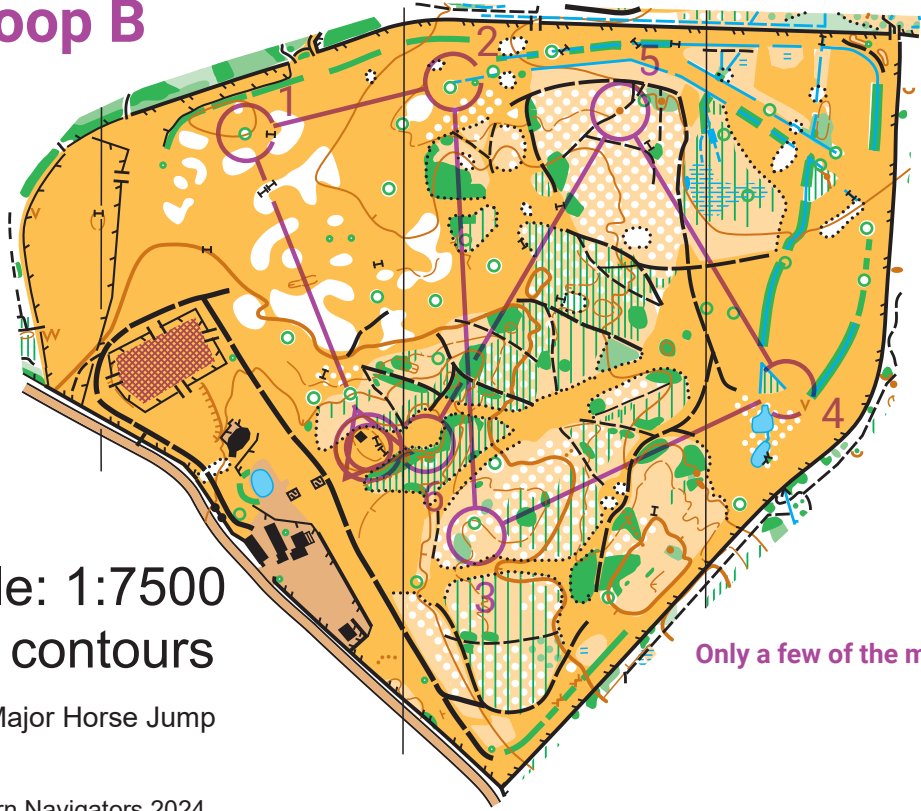 oop B
2
5
1
4
6
3
le: 1:7500
contours
Major Horse Jump
Only a few of the m
rn Navigators 2024